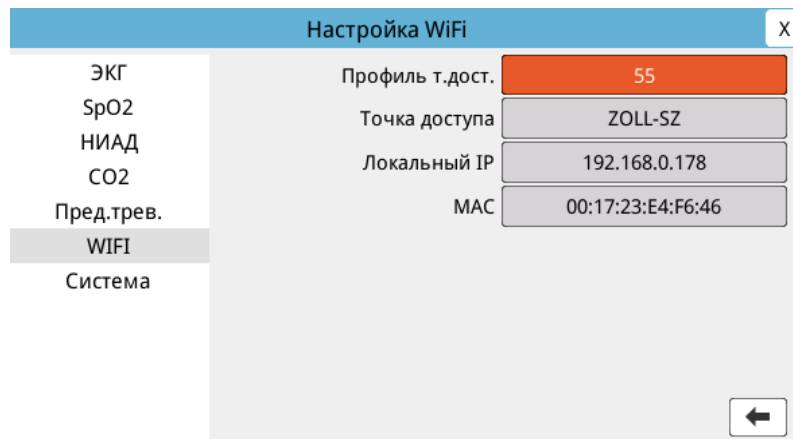 Настройка WiFi
X
ЭКГ
SpO2
НИАД
CO2
Пред.трев.
WIFI
Система
Профиль т.дост. 55
Точка доступа ZOLL-SZ
Локальный IP 192.168.0.178
MAC 00:17:23:E4:F6:46